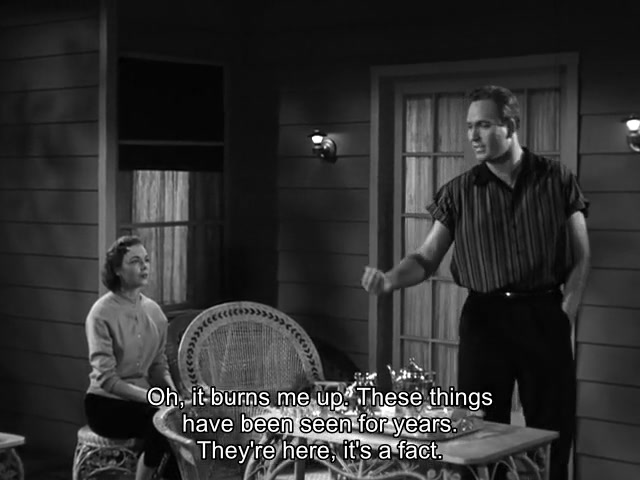 Oh, it burns me up. These things
have been seen for years.
They're here, it's a fact.